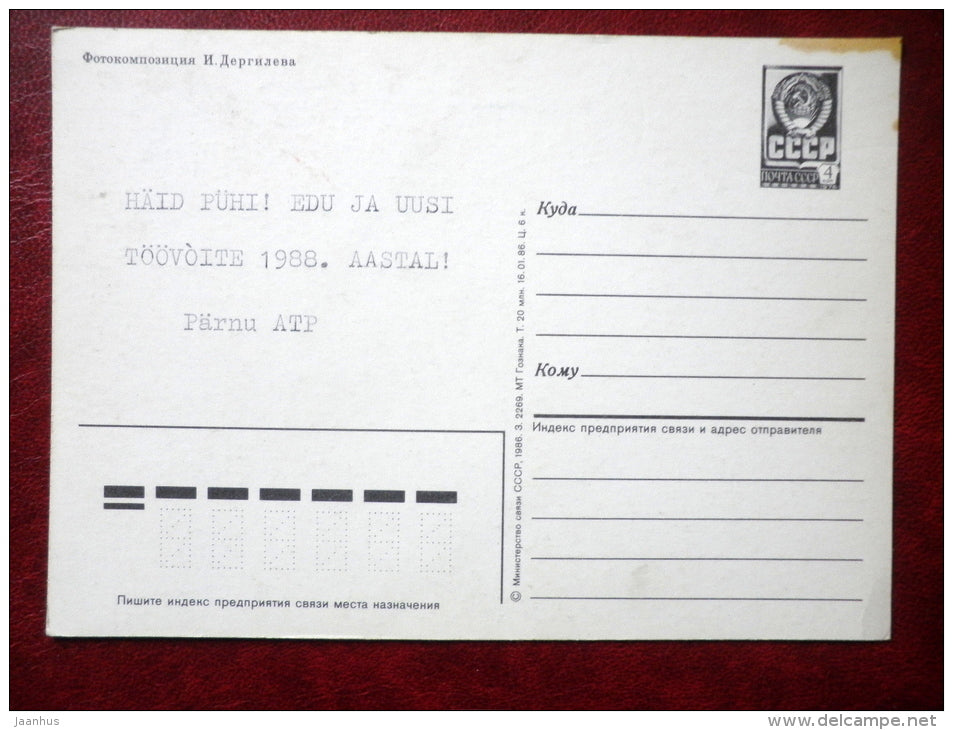 Фотокомпозиция И. Дергилева
СССР
4
ПОЧТА СССР
HÄID PÜHI! EDU JA UUSI
TÖÖVÒITE 1988. AASTAL!
Pärnu ATP
Куда
Кому
Индекс предприятия связи и адрес отправителя
© Министерство связи СССР, 1986. З. 2269. МТ Гознака. Т. 20 млн. 16.01.86. Ц. 6 к.
Пишите индекс предприятия связи места назначения
jaanhus
delcampe.net